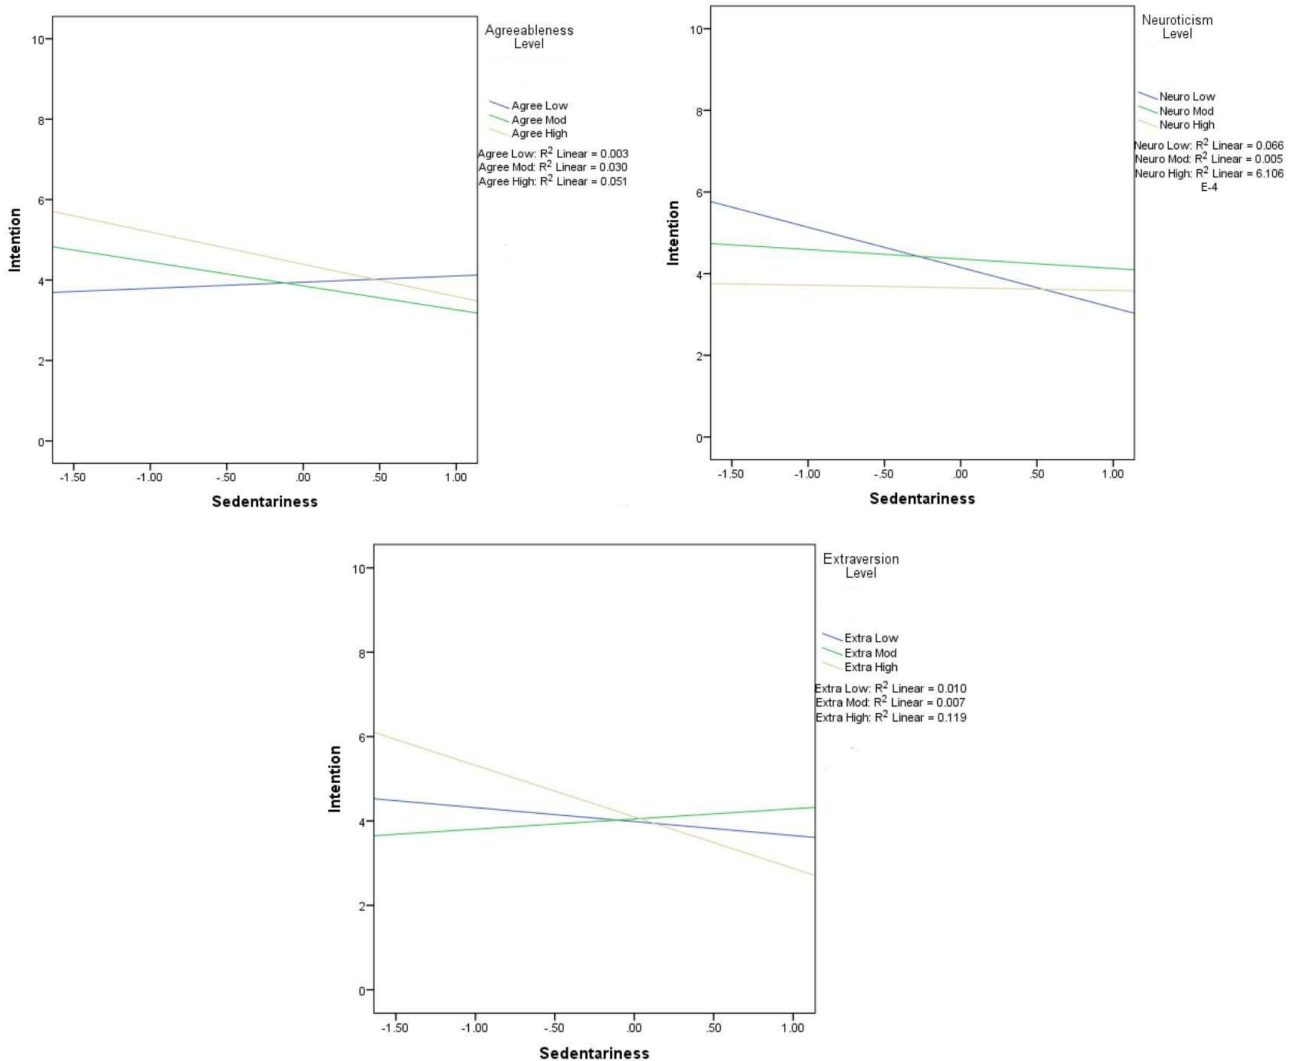 Agreeableness
Level
10
8
6
4
2
0
Intention
Agree Low
Agree Mod
Agree High
Agree Low: R² Linear = 0.003
Agree Mod: R² Linear = 0.030
Agree High: R² Linear = 0.051
-1.50 -1.00 -.50 .00 .50 1.00
Sedentariness
Neuroticism
Level
10
8
6
4
2
0
Intention
Neuro Low
Neuro Mod
Neuro High
Neuro Low: R² Linear = 0.066
Neuro Mod: R² Linear = 0.005
Neuro High: R² Linear = 6.106
E-4
-1.50 -1.00 -.50 .00 .50 1.00
Sedentariness
Extraversion
Level
10
8
6
4
2
0
Intention
Extra Low
Extra Mod
Extra High
Extra Low: R² Linear = 0.010
Extra Mod: R² Linear = 0.007
Extra High: R² Linear = 0.119
-1.50 -1.00 -.50 .00 .50 1.00
Sedentariness